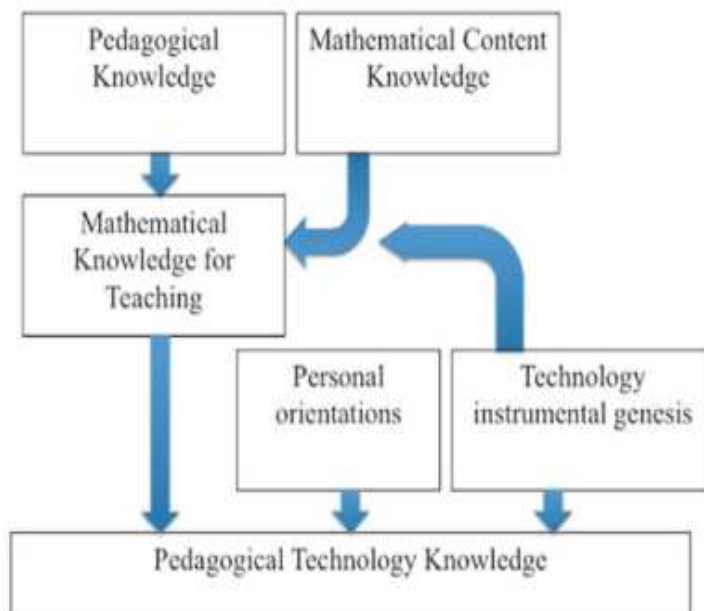 Pedagogical
Knowledge
Mathematical Content
Knowledge
Mathematical
Knowledge for
Teaching
Personal
orientations
Technology
instrumental genesis
Pedagogical Technology Knowledge